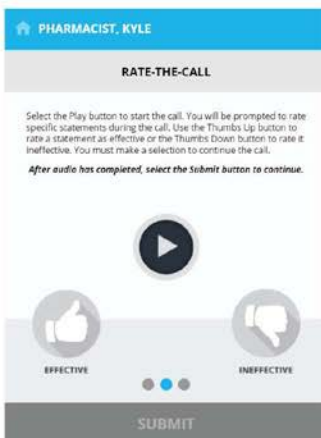 PHARMACIST, KYLE
RATE-THE-CALL
Select the Play button to start the call. You will be prompted to rate
specific statements during the call. Use the Thumbs Up button to
rate a statement as effective or the Thumbs Down button to rate it
ineffective. You must make a selection to continue the call.
After audio has completed, select the Submit button to continue.
EFFECTIVE
INEFFECTIVE
SUBMIT